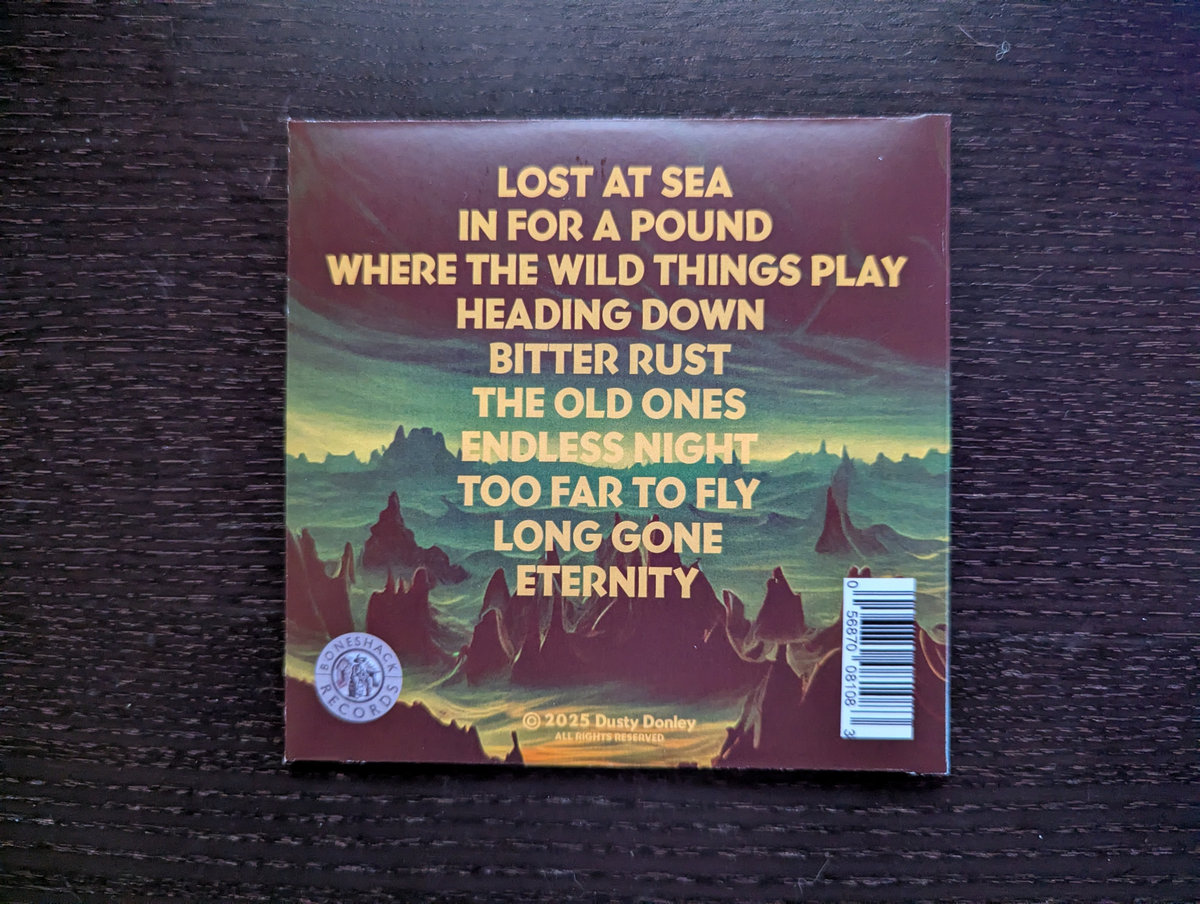 LOST AT SEA
IN FOR A POUND
WHERE THE WILD THINGS PLAY
HEADING DOWN
BITTER RUST
THE OLD ONES
ENDLESS NIGHT
TOO FAR TO FLY
LONG GONE
ETERNITY
BONESHACK RECORDS
© 2025 Dusty Donley
ALL RIGHTS RESERVED
0 56870 08108 3